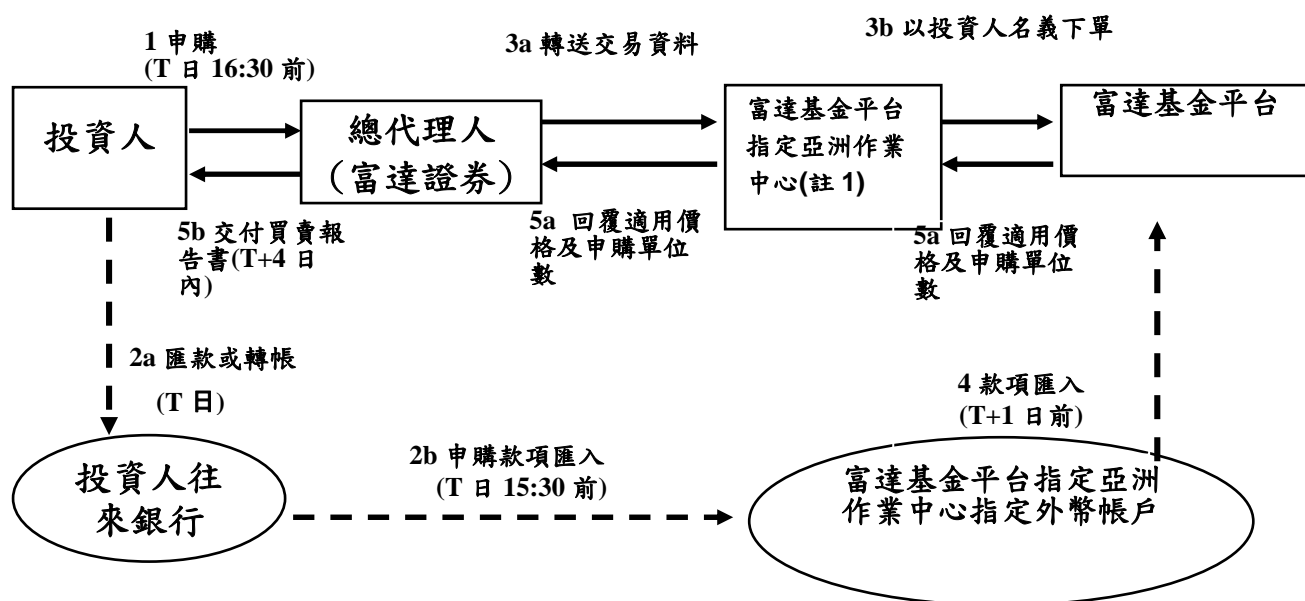 1 申購
(T 日 16:30 前)
3a 轉送交易資料
3b 以投資人名義下單
投資人
總代理人
（富達證券）
富達基金平台
指定亞洲作業
中心(註 1)
富達基金平台
5b 交付買賣報
告書(T+4 日
內)
5a 回覆適用價
格及申購單位
數
5a 回覆適用價
格及申購單位
數
2a 匯款或轉帳
(T 日)
4 款項匯入
(T+1 日前)
2b 申購款項匯入
(T 日 15:30 前)
投資人往
來銀行
富達基金平台指定亞洲
作業中心指定外幣帳戶